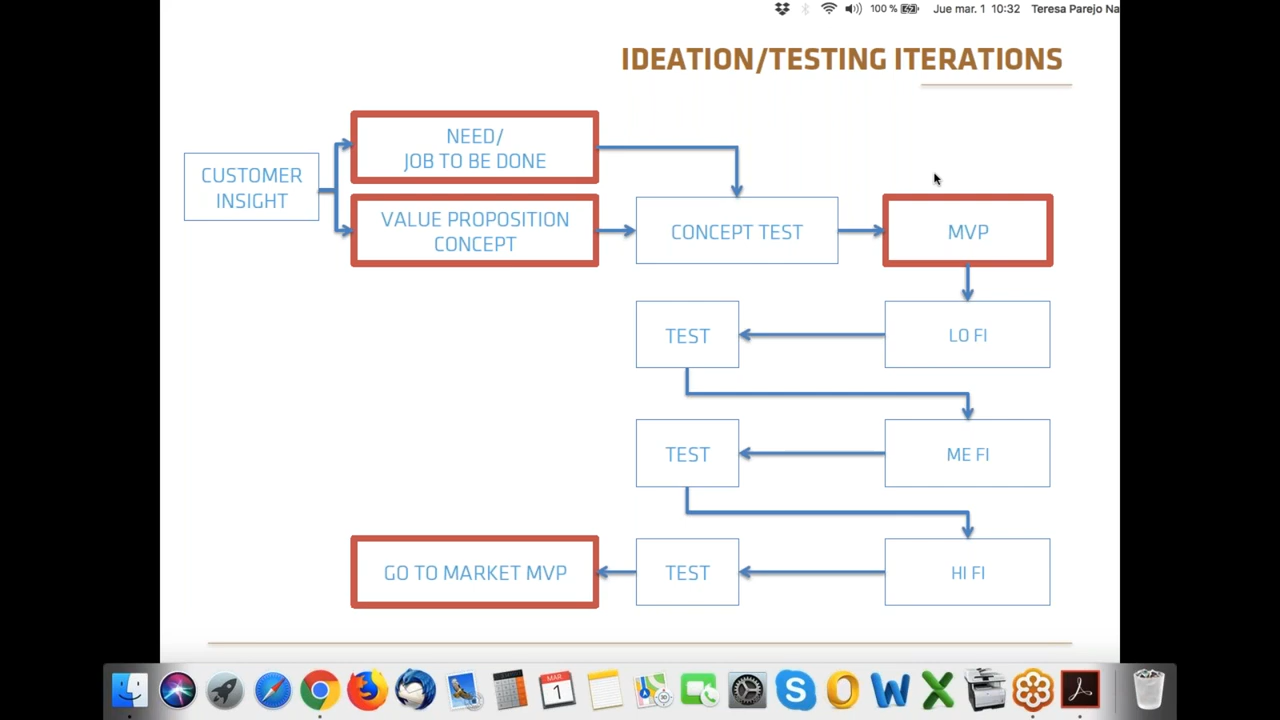 100 %
Jue mar. 1 10:32
Teresa Parejo Na
IDEATION/TESTING ITERATIONS
NEED/
JOB TO BE DONE
CUSTOMER
INSIGHT
VALUE PROPOSITION
CONCEPT
CONCEPT TEST
MVP
TEST
LO FI
TEST
ME FI
GO TO MARKET MVP
TEST
HI FI
MAR
1